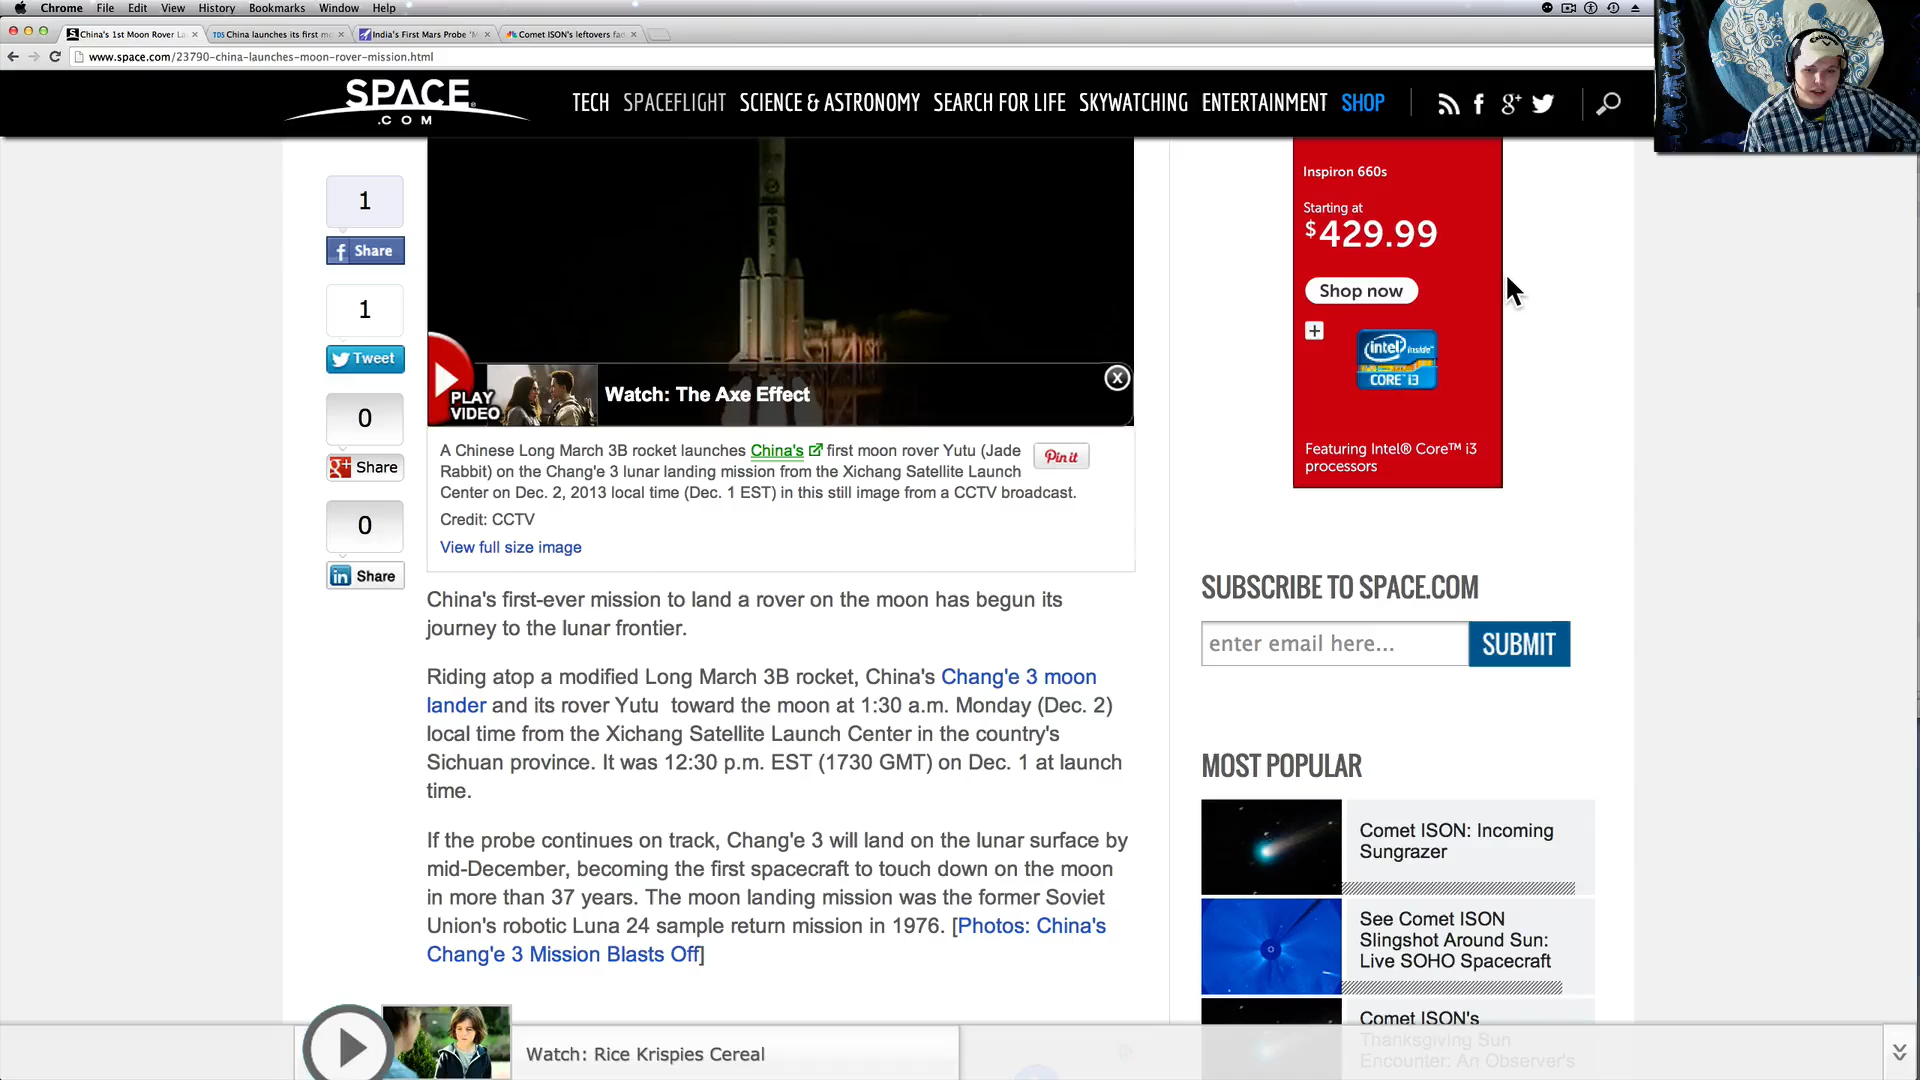 Chrome File Edit View History Bookmarks Window Help
China's 1st Moon Rover La
TDS China launches its first mo
India's First Mars Probe 'M
Comet ISON's leftovers fad
www.space.com/23790-china-launches-moon-rover-mission.html
SPACE
.COM
TECH SPACEFLIGHT SCIENCE & ASTRONOMY SEARCH FOR LIFE SKYWATCHING ENTERTAINMENT SHOP
1
Share
1
Tweet
0
Share
0
Share
PLAY
VIDEO
Watch: The Axe Effect
A Chinese Long March 3B rocket launches China's first moon rover Yutu (Jade
Rabbit) on the Chang'e 3 lunar landing mission from the Xichang Satellite Launch
Center on Dec. 2, 2013 local time (Dec. 1 EST) in this still image from a CCTV broadcast.
Pin it
Credit: CCTV
View full size image
China's first-ever mission to land a rover on the moon has begun its
journey to the lunar frontier.
Riding atop a modified Long March 3B rocket, China's Chang'e 3 moon
lander and its rover Yutu toward the moon at 1:30 a.m. Monday (Dec. 2)
local time from the Xichang Satellite Launch Center in the country's
Sichuan province. It was 12:30 p.m. EST (1730 GMT) on Dec. 1 at launch
time.
If the probe continues on track, Chang'e 3 will land on the lunar surface by
mid-December, becoming the first spacecraft to touch down on the moon
in more than 37 years. The moon landing mission was the former Soviet
Union's robotic Luna 24 sample return mission in 1976. [Photos: China's
Chang'e 3 Mission Blasts Off]
Inspiron 660s
Starting at
$429.99
Shop now
intel inside
CORE i3
Featuring Intel® Core™ i3
processors
SUBSCRIBE TO SPACE.COM
enter email here...
SUBMIT
MOST POPULAR
Comet ISON: Incoming
Sungrazer
See Comet ISON
Slingshot Around Sun:
Live SOHO Spacecraft
Comet ISON's
Thanksgiving Sun
Encounter: An Observer's
Watch: Rice Krispies Cereal